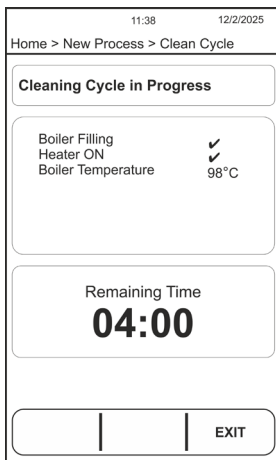 11:38 12/2/2025
Home > New Process > Clean Cycle
Cleaning Cycle in Progress
Boiler Filling ✔
Heater ON ✔
Boiler Temperature 98°C
Remaining Time
04:00
EXIT